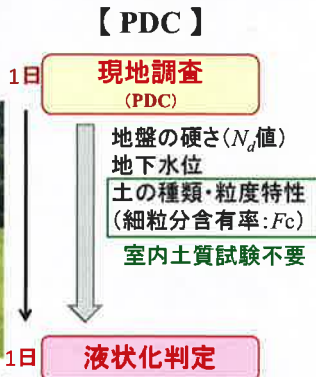 【PDC】
1日
現地調査
(PDC)
地盤の硬さ(Nd値)
地下水位
土の種類・粒度特性
(細粒分含有率:Fc)
室内土質試験不要
1日
液状化判定